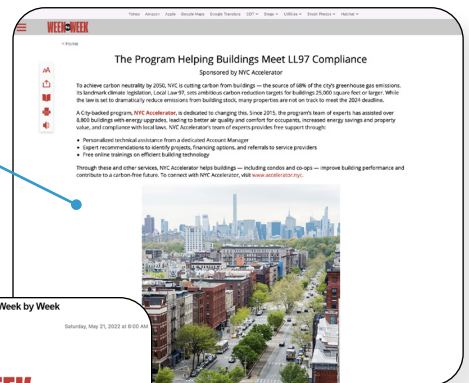 Yahoo Amazon Apple Google Maps Google Translate
WEEK BY WEEK
< Home
The Program Helping Buildings Meet LL97 Compliance
Sponsored by NYC Accelerator
AA
To achieve carbon neutrality by 2050, NYC is cutting carbon from buildings — the source of 68% of the city's greenhouse gas emissions.
Its landmark climate legislation, Local Law 97, sets ambitious carbon reduction targets for buildings 25,000 square feet or larger. While
the law is set to dramatically reduce emissions from building stock, many properties are not on track to meet the 2024 deadline.
A City-backed program, NYC Accelerator, is dedicated to changing this. Since 2015, the program's team of experts has assisted over
8,800 buildings with energy upgrades, leading to better air quality and comfort for occupants, increased energy savings and property
value, and compliance with local laws. NYC Accelerator's team of experts provides free support through:
• Personalized technical assistance from a dedicated Account Manager
• Expert recommendations to identify projects, financing options, and referrals to service providers
• Free online trainings on efficient building technology
Through these and other services, NYC Accelerator helps buildings — including condos and co-ops — improve building performance and
contribute to a carbon-free future. To connect with NYC Accelerator, visit www.accelerator.nyc.
Week by Week
Saturday, May 21, 2022 at 6:00 AM